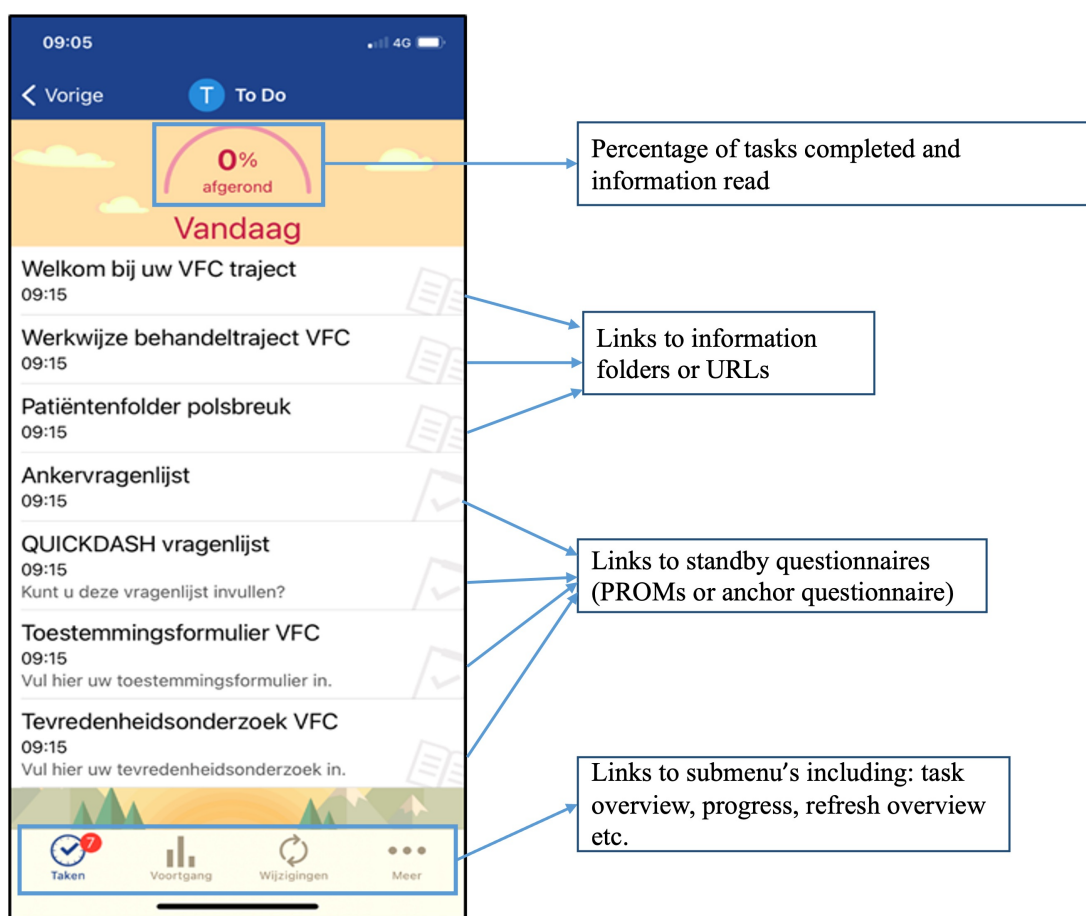 09:05
4G
Vorige
T
To Do
0%
afgerond
Vandaag
Welkom bij uw VFC traject
09:15
Werkwijze behandeltraject VFC
09:15
Patiëntenfolder polsbreuk
09:15
Ankervragenlijst
09:15
QUICKDASH vragenlijst
09:15
Kunt u deze vragenlijst invullen?
Toestemmingsformulier VFC
09:15
Vul hier uw toestemmingsformulier in.
Tevredenheidsonderzoek VFC
09:15
Vul hier uw tevredenheidsonderzoek in.
7
Taken
Voortgang
Wijzigingen
Meer
Percentage of tasks completed and
information read
Links to information
folders or URLs
Links to standby questionnaires
(PROMs or anchor questionnaire)
Links to submenu’s including: task
overview, progress, refresh overview
etc.